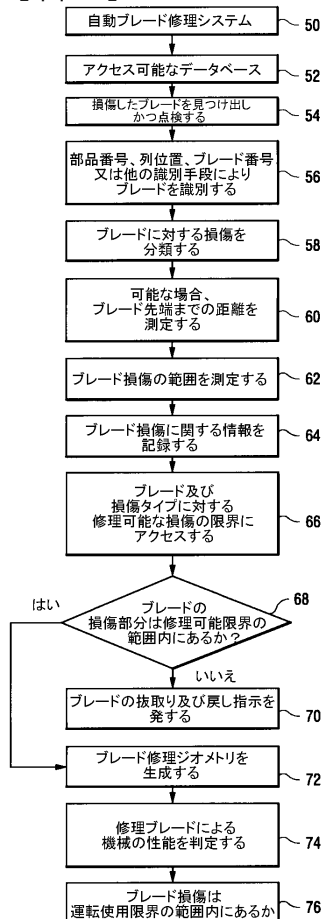 自動ブレード修理システム
50
アクセス可能なデータベース
52
損傷したブレードを見つけ出し
かつ点検する
54
部品番号、列位置、ブレード番号、
又は他の識別手段により
ブレードを識別する
56
ブレードに対する損傷を
分類する
58
可能な場合、
ブレード先端までの距離を
測定する
60
ブレード損傷の範囲を測定する
62
ブレード損傷に関する情報を
記録する
64
ブレード及び
損傷タイプに対する
修理可能な損傷の限界に
アクセスする
66
ブレードの
損傷部分は修理可能限界の
範囲内にあるか?
68
はい
いいえ
ブレードの抜取り及び戻し指示を
発する
70
ブレード修理ジオメトリを
生成する
72
修理ブレードによる
機械の性能を判定する
74
ブレード損傷は
運転使用限界の範囲内にあるか
76